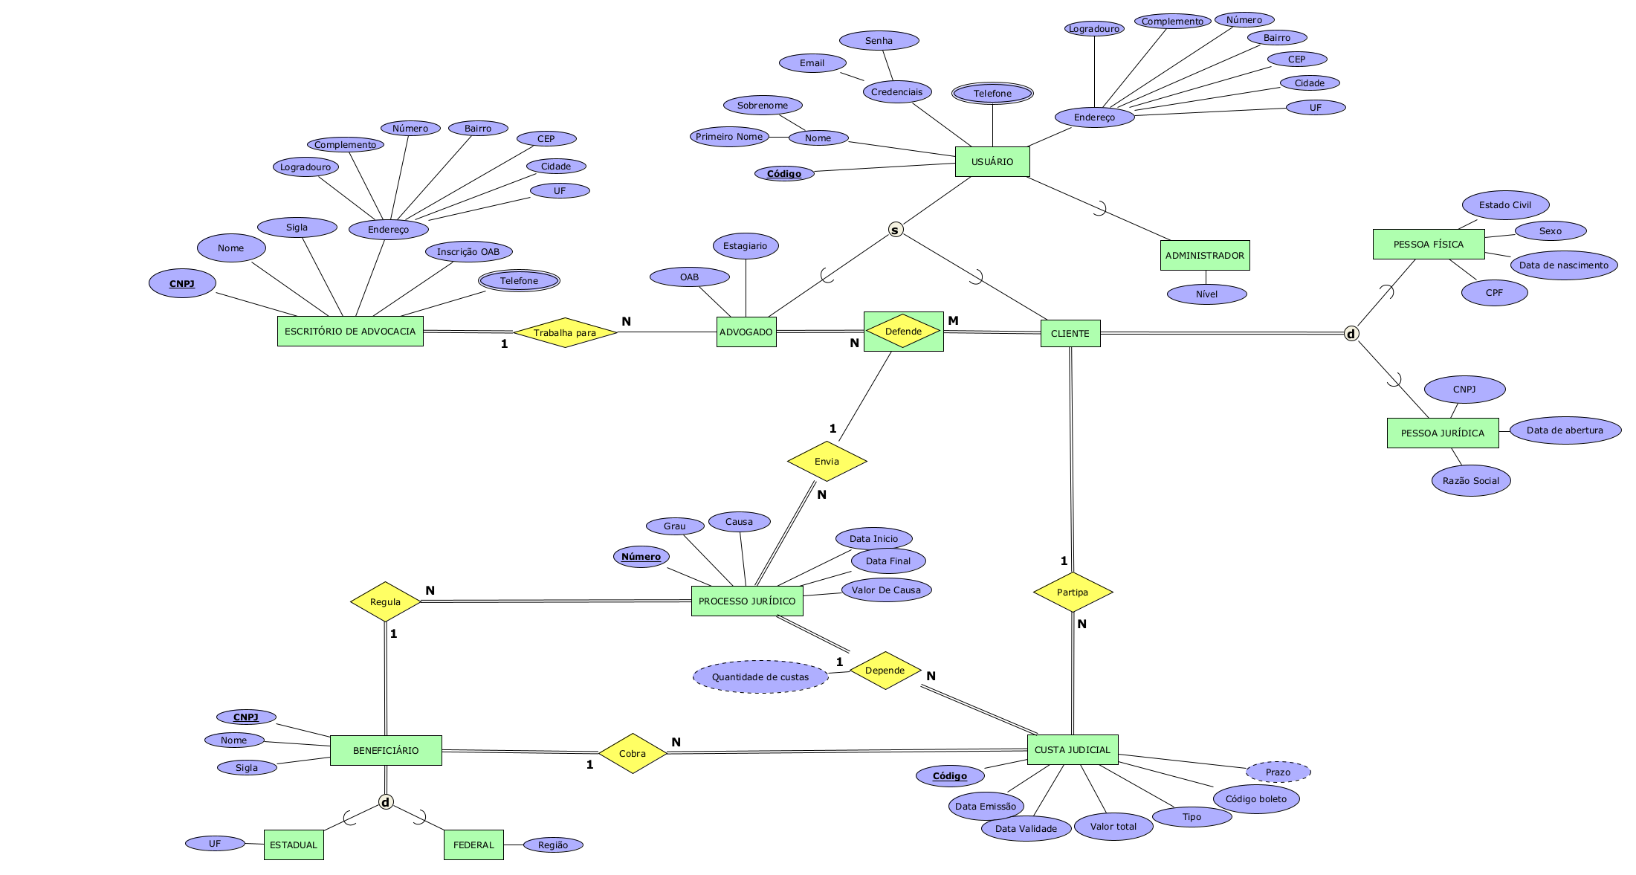 Logradouro
Complemento
Número
Bairro
CEP
Cidade
UF
Endereço
Senha
Email
Credenciais
Telefone
Sobrenome
Primeiro Nome
Nome
Código
USUÁRIO
Logradouro
Complemento
Número
Bairro
CEP
Cidade
UF
Endereço
Nome
Sigla
Inscrição OAB
CNPJ
Telefone
ESCRITÓRIO DE ADVOCACIA
1
Trabalha para
N
OAB
Estagiario
ADVOGADO
s
ADMINISTRADOR
Nível
N
Defende
M
CLIENTE
d
PESSOA FÍSICA
Estado Civil
Sexo
Data de nascimento
CPF
CNPJ
PESSOA JURÍDICA
Data de abertura
Razão Social
1
Envia
N
Grau
Causa
Número
Data Inicio
Data Final
Valor De Causa
PROCESSO JURÍDICO
1
Partipa
N
Regula
N
1
Quantidade de custas
1
Depende
N
CNPJ
Nome
Sigla
BENEFICIÁRIO
1
Cobra
N
CUSTA JUDICIAL
Código
Data Emissão
Data Validade
Valor total
Tipo
Código boleto
Prazo
d
UF
ESTADUAL
FEDERAL
Região